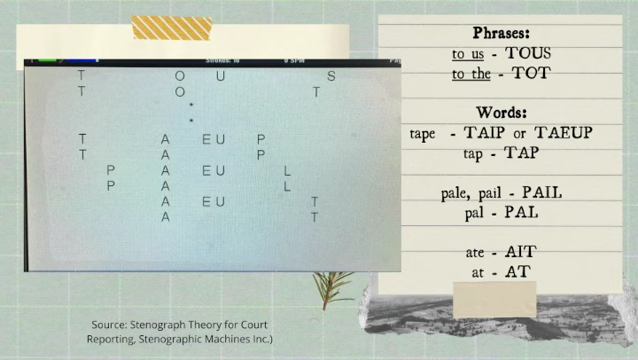 T O U S
T O T
*
*
T A EU P
T A P
P A EU L
P A L
A EU T
A T
Phrases:
to us - TOUS
to the - TOT
Words:
tape - TAIP or TAEUP
tap - TAP
pale, pail - PAIL
pal - PAL
ate - AIT
at - AT
Source: Stenograph Theory for Court
Reporting, Stenographic Machines Inc.)